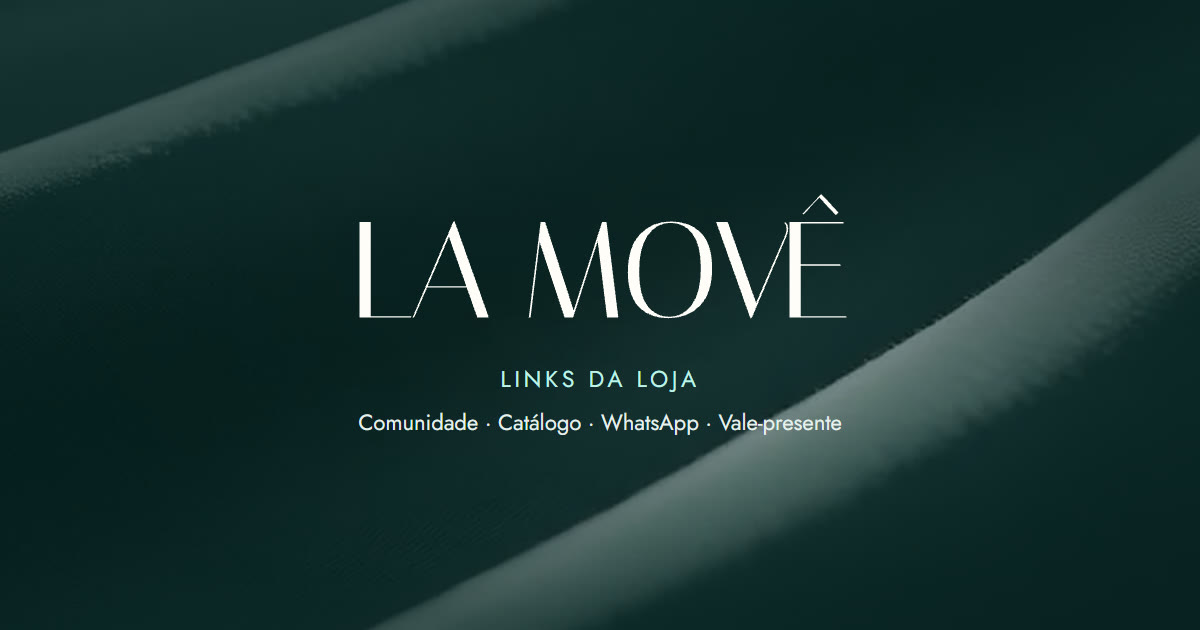 LA MOVÊ
LINKS DA LOJA
Comunidade · Catálogo · WhatsApp · Vale-presente